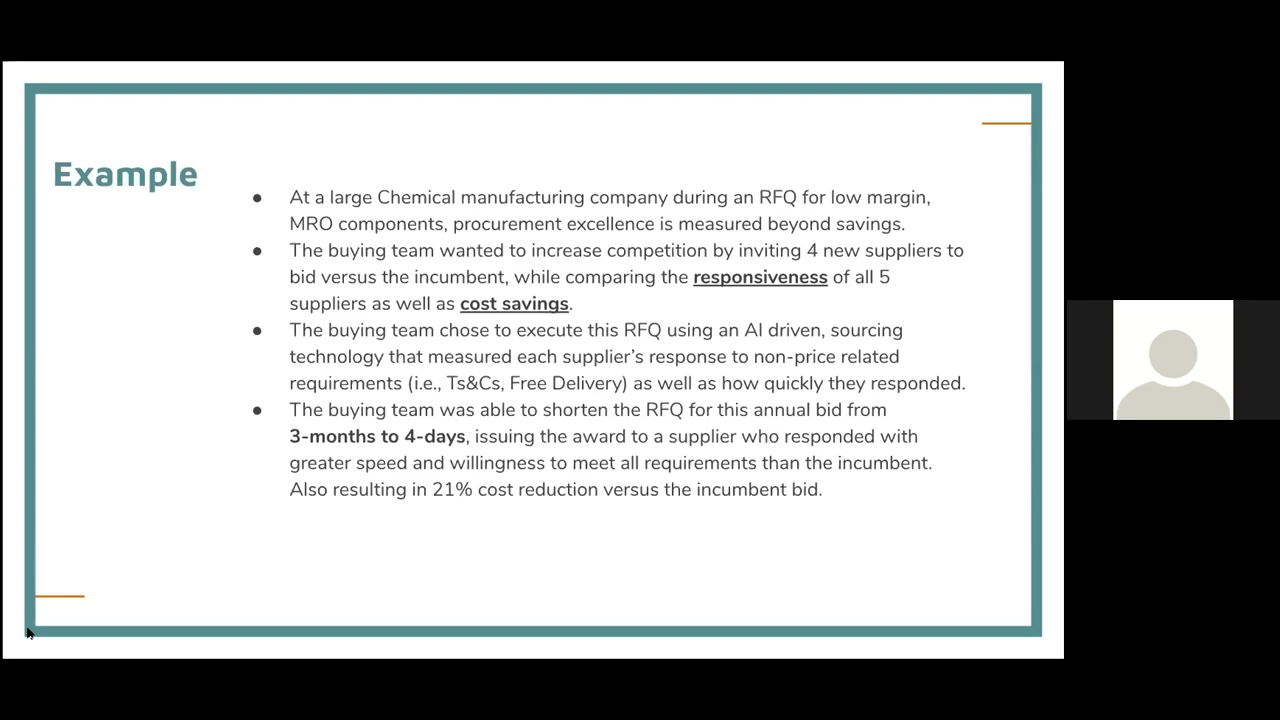 Example
● At a large Chemical manufacturing company during an RFQ for low margin,
MRO components, procurement excellence is measured beyond savings.
● The buying team wanted to increase competition by inviting 4 new suppliers to
bid versus the incumbent, while comparing the responsiveness of all 5
suppliers as well as cost savings.
● The buying team chose to execute this RFQ using an AI driven, sourcing
technology that measured each supplier’s response to non-price related
requirements (i.e., Ts&Cs, Free Delivery) as well as how quickly they responded.
● The buying team was able to shorten the RFQ for this annual bid from
3-months to 4-days, issuing the award to a supplier who responded with
greater speed and willingness to meet all requirements than the incumbent.
Also resulting in 21% cost reduction versus the incumbent bid.